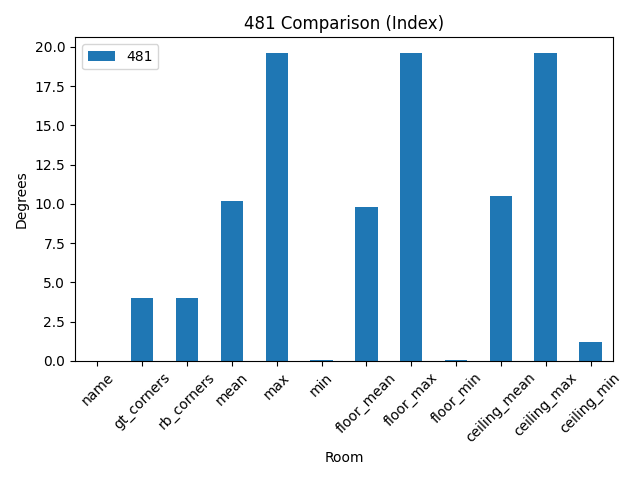 481 Comparison (Index)
481
Degrees
20.0
17.5
15.0
12.5
10.0
7.5
5.0
2.5
0.0
name
gt_corners
rb_corners
mean
max
min
floor_mean
floor_max
floor_min
ceiling_mean
ceiling_max
ceiling_min
Room